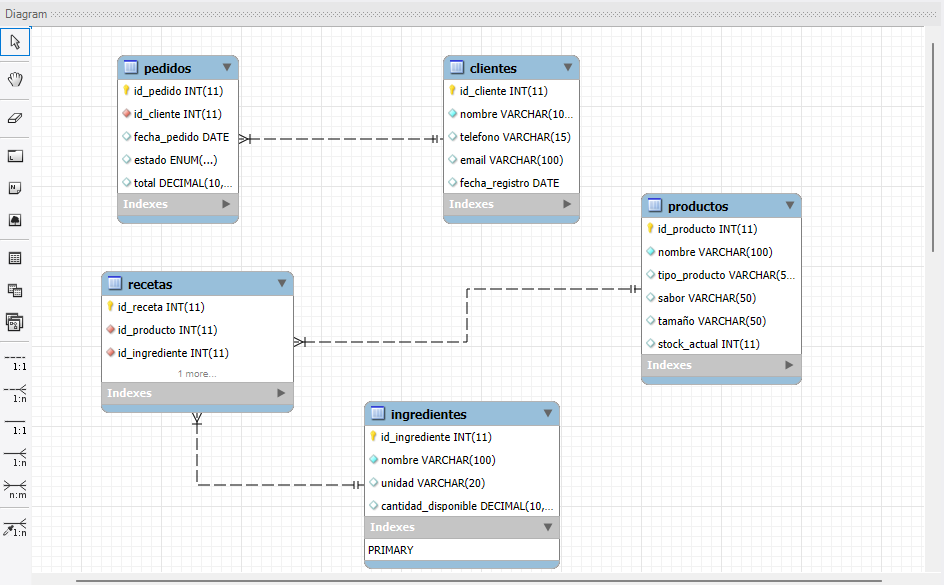 Diagram
pedidos
id_pedido INT(11)
id_cliente INT(11)
fecha_pedido DATE
estado ENUM(...)
total DECIMAL(10,...
Indexes
clientes
id_cliente INT(11)
nombre VARCHAR(10...
telefono VARCHAR(15)
email VARCHAR(100)
fecha_registro DATE
Indexes
productos
id_producto INT(11)
nombre VARCHAR(100)
tipo_producto VARCHAR(5...
sabor VARCHAR(50)
tamaño VARCHAR(50)
stock_actual INT(11)
Indexes
recetas
id_receta INT(11)
id_producto INT(11)
id_ingrediente INT(11)
1 more...
Indexes
ingredientes
id_ingrediente INT(11)
nombre VARCHAR(100)
unidad VARCHAR(20)
cantidad_disponible DECIMAL(10,...
Indexes
PRIMARY
1:1
1:n
1:1
1:n
n:m
1:n